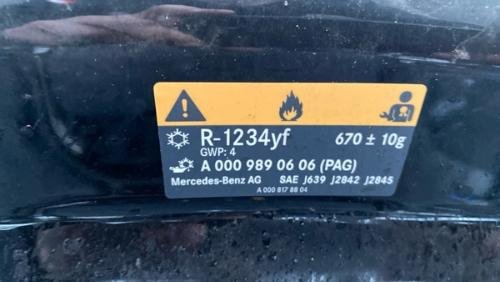 R-1234yf 670 ± 10g
GWP: 4
A 000 989 06 06 (PAG)
Mercedes-Benz AG SAE J639 J2842 J2845
A 000 817 88 04